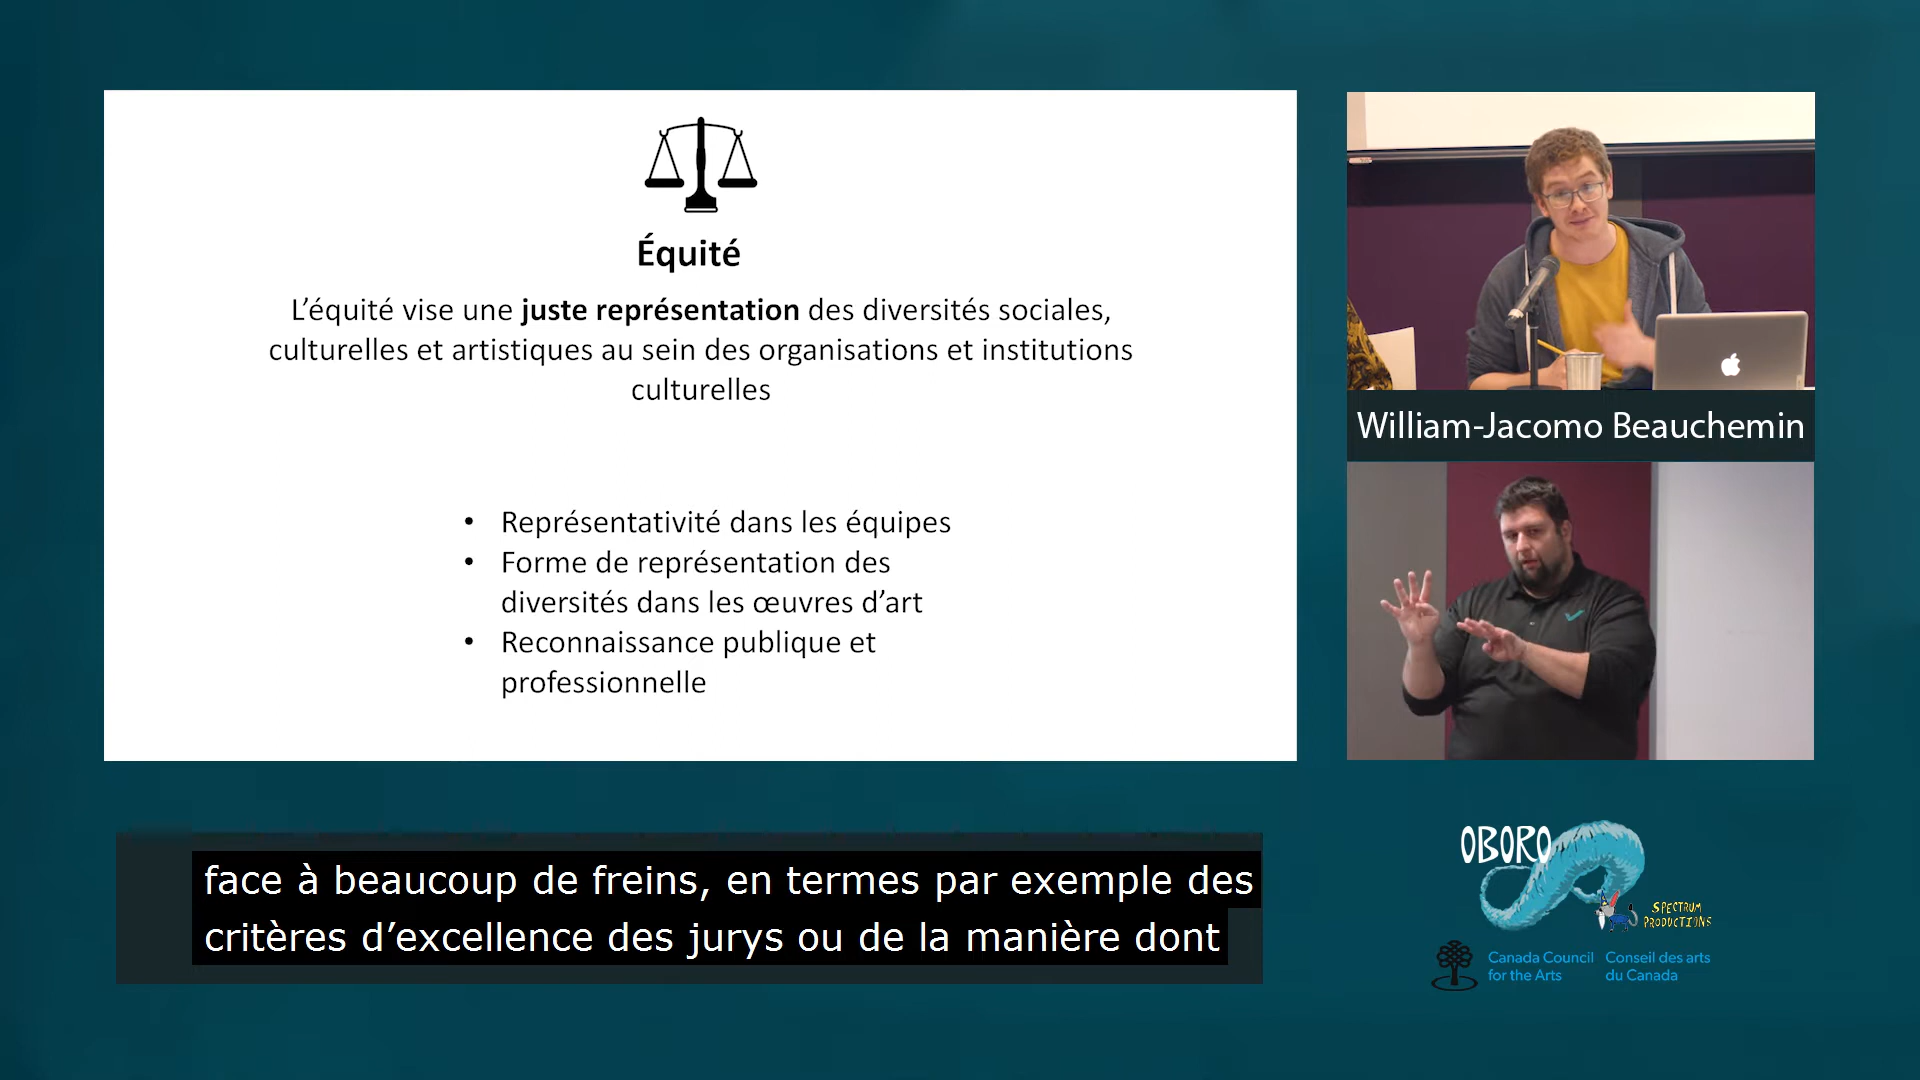 Équité
L’équité vise une juste représentation des diversités sociales,
culturelles et artistiques au sein des organisations et institutions
culturelles
• Représentativité dans les équipes
• Forme de représentation des
diversités dans les œuvres d’art
• Reconnaissance publique et
professionnelle
William-Jacomo Beauchemin
face à beaucoup de freins, en termes par exemple des
critères d’excellence des jurys ou de la manière dont
OBORO
SPECTRUM
PRODUCTIONS
Canada Council
for the Arts
Conseil des arts
du Canada